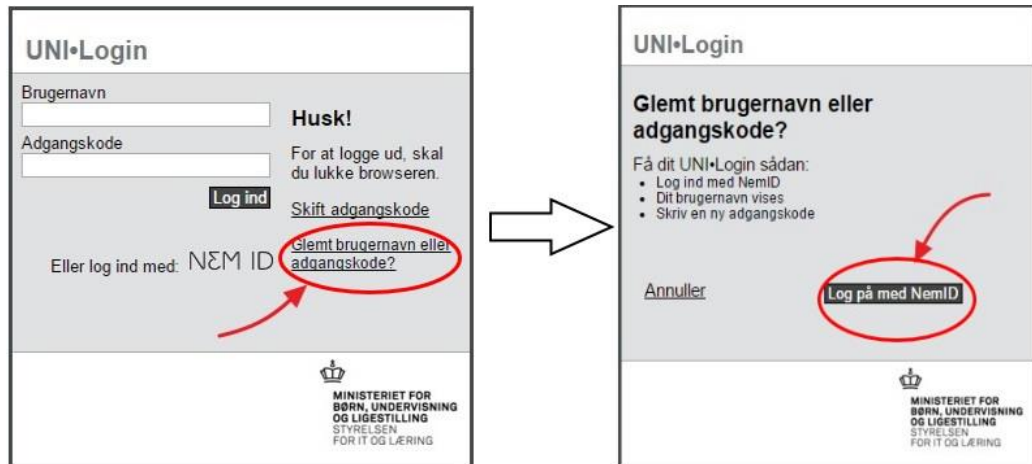 UNI•Login
Brugernavn
Adgangskode
Log ind
Eller log ind med: NEM ID
Husk!
For at logge ud, skal
du lukke browseren.
Skift adgangskode
Glemt brugernavn eller
adgangskode?
MINISTERIET FOR
BØRN, UNDERVISNING
OG LIGESTILLING
STYRELSEN
FOR IT OG LÆRING
UNI•Login
Glemt brugernavn eller
adgangskode?
Få dit UNI•Login sådan:
• Log ind med NemID
• Dit brugernavn vises
• Skriv en ny adgangskode
Annuller
Log på med NemID
MINISTERIET FOR
BØRN, UNDERVISNING
OG LIGESTILLING
STYRELSEN
FOR IT OG LÆRING